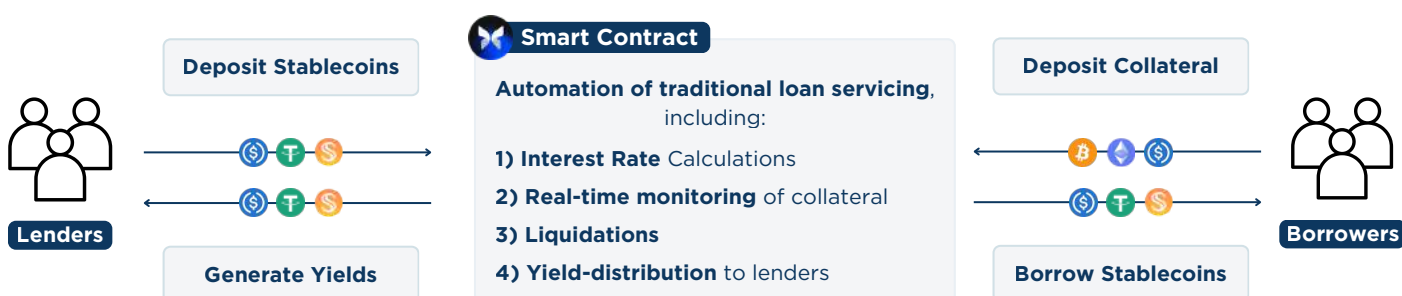 Smart Contract
Deposit Stablecoins
Deposit Collateral
Automation of traditional loan servicing,
including:
1) Interest Rate Calculations
2) Real-time monitoring of collateral
3) Liquidations
4) Yield-distribution to lenders
Lenders
Borrowers
Generate Yields
Borrow Stablecoins